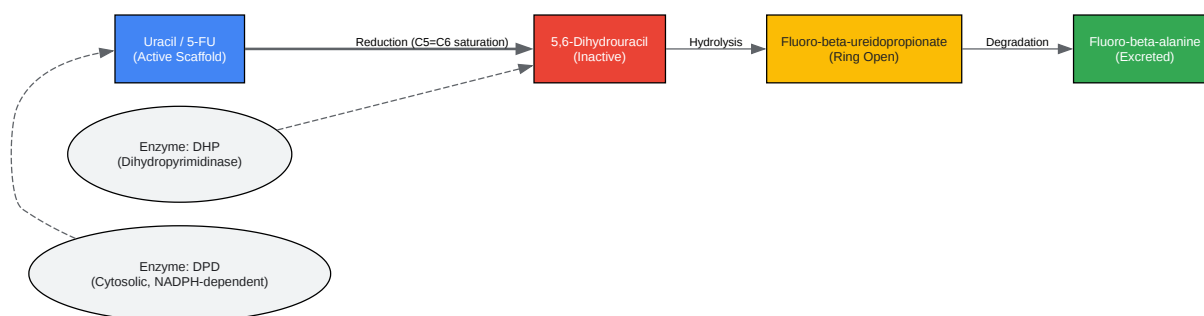 Uracil / 5-FU
(Active Scaffold)
Reduction (C5=C6 saturation)
5,6-Dihydrouracil
(Inactive)
Hydrolysis
Fluoro-beta-ureidopropionate
(Ring Open)
Degradation
Fluoro-beta-alanine
(Excreted)
Enzyme: DHP
(Dihydropyrimidinase)
Enzyme: DPD
(Cytosolic, NADPH-dependent)